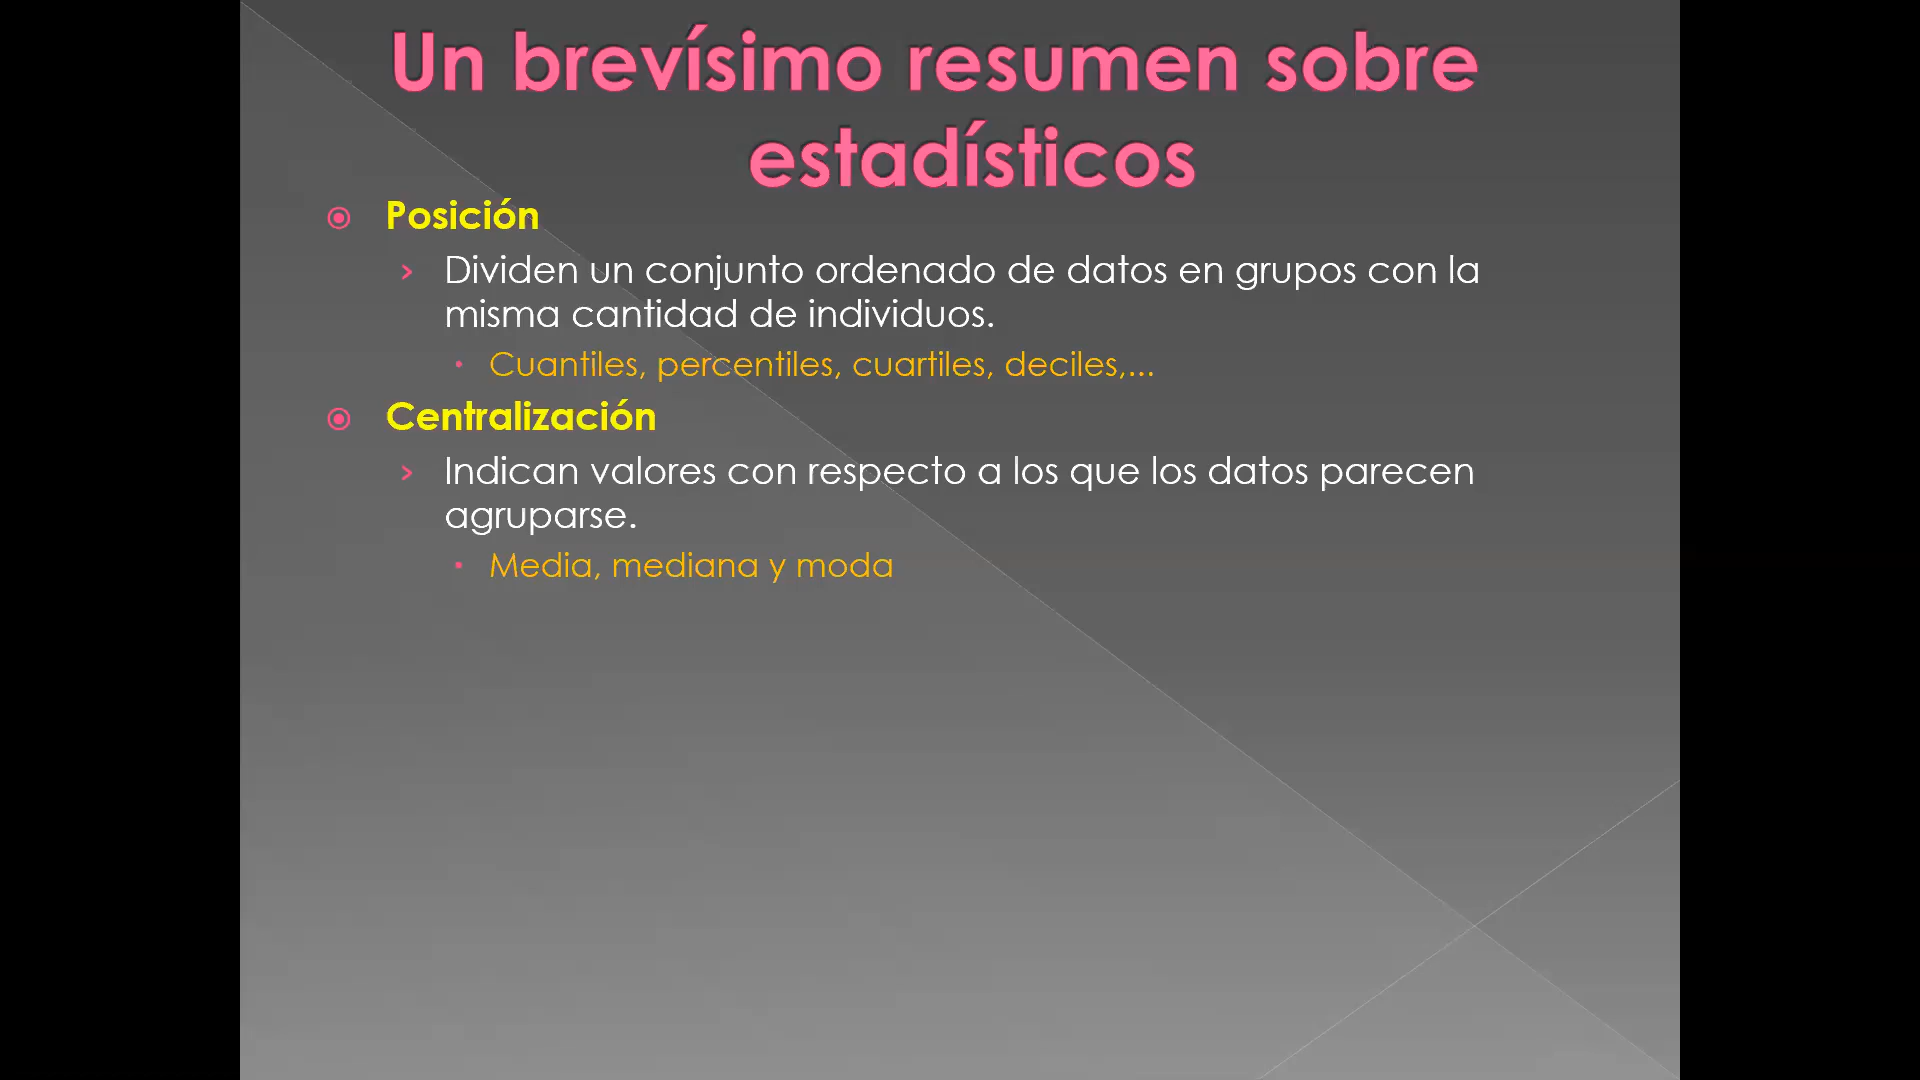 Un brevísimo resumen sobre
estadísticos
Posición
Dividen un conjunto ordenado de datos en grupos con la
misma cantidad de individuos.
Cuantiles, percentiles, cuartiles, deciles,...
Centralización
Indican valores con respecto a los que los datos parecen
agruparse.
Media, mediana y moda